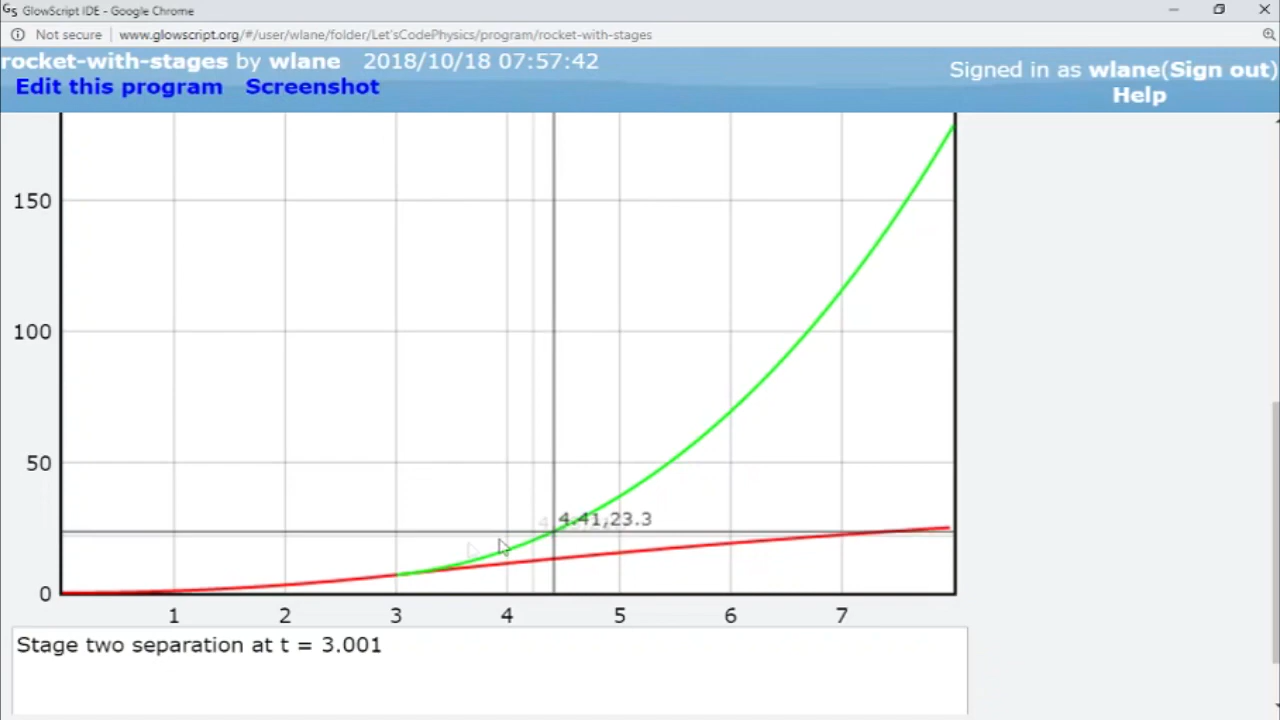 GlowScript IDE - Google Chrome
Not secure | www.glowscript.org/#/user/wlane/folder/Let'sCodePhysics/program/rocket-with-stages
rocket-with-stages by wlane 2018/10/18 07:57:42
Edit this program Screenshot
Signed in as wlane(Sign out)
Help
150
100
50
4.41,23.3
0
1 2 3 4 5 6 7
Stage two separation at t = 3.001